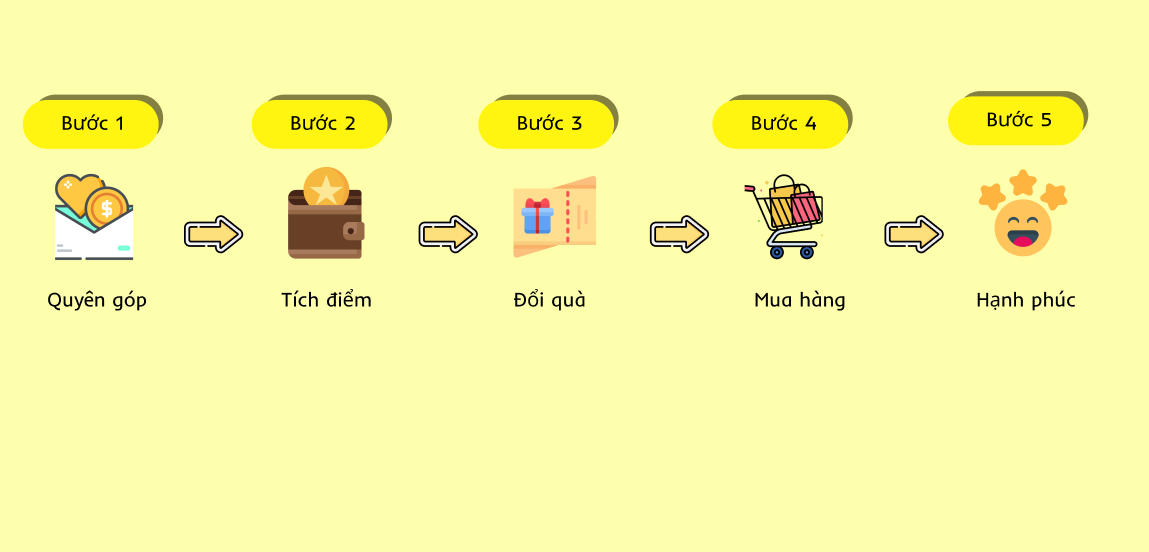 Bước 1
Bước 2
Bước 3
Bước 4
Bước 5
$
Quyên góp
Tích điểm
Đổi quà
Mua hàng
Hạnh phúc